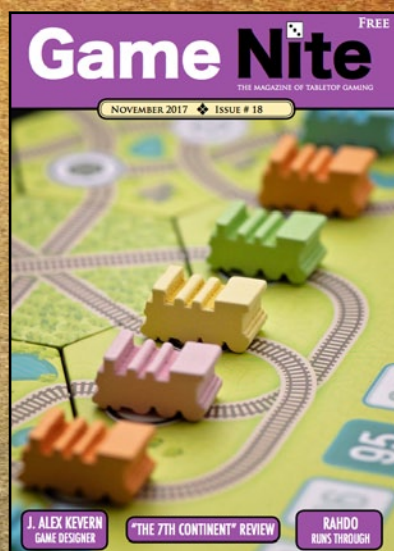 FREE
Game Nite
THE MAGAZINE OF TABLETOP GAMING
NOVEMBER 2017 ❖ ISSUE # 18
95
J. ALEX KEVERN
GAME DESIGNER
"THE 7TH CONTINENT" REVIEW
RAHDO
RUNS THROUGH